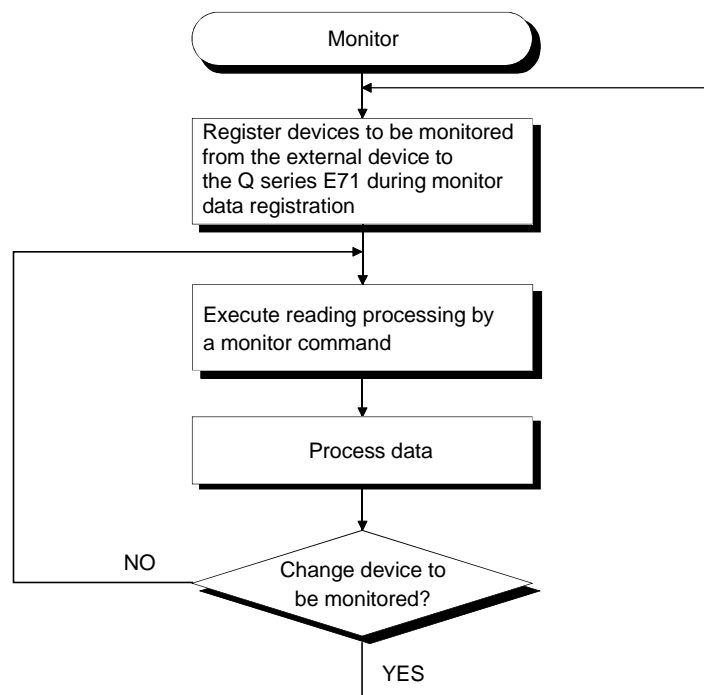 Monitor
Register devices to be monitored
from the external device to
the Q series E71 during monitor
data registration
Execute reading processing by
a monitor command
Process data
NO
Change device to
be monitored?
YES